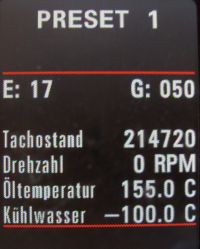 PRESET 1
E: 17 G: 050
Tachostand 214720
Drehzahl 0 RPM
Öltemperatur 155.0 C
Kühlwasser –100.0 C